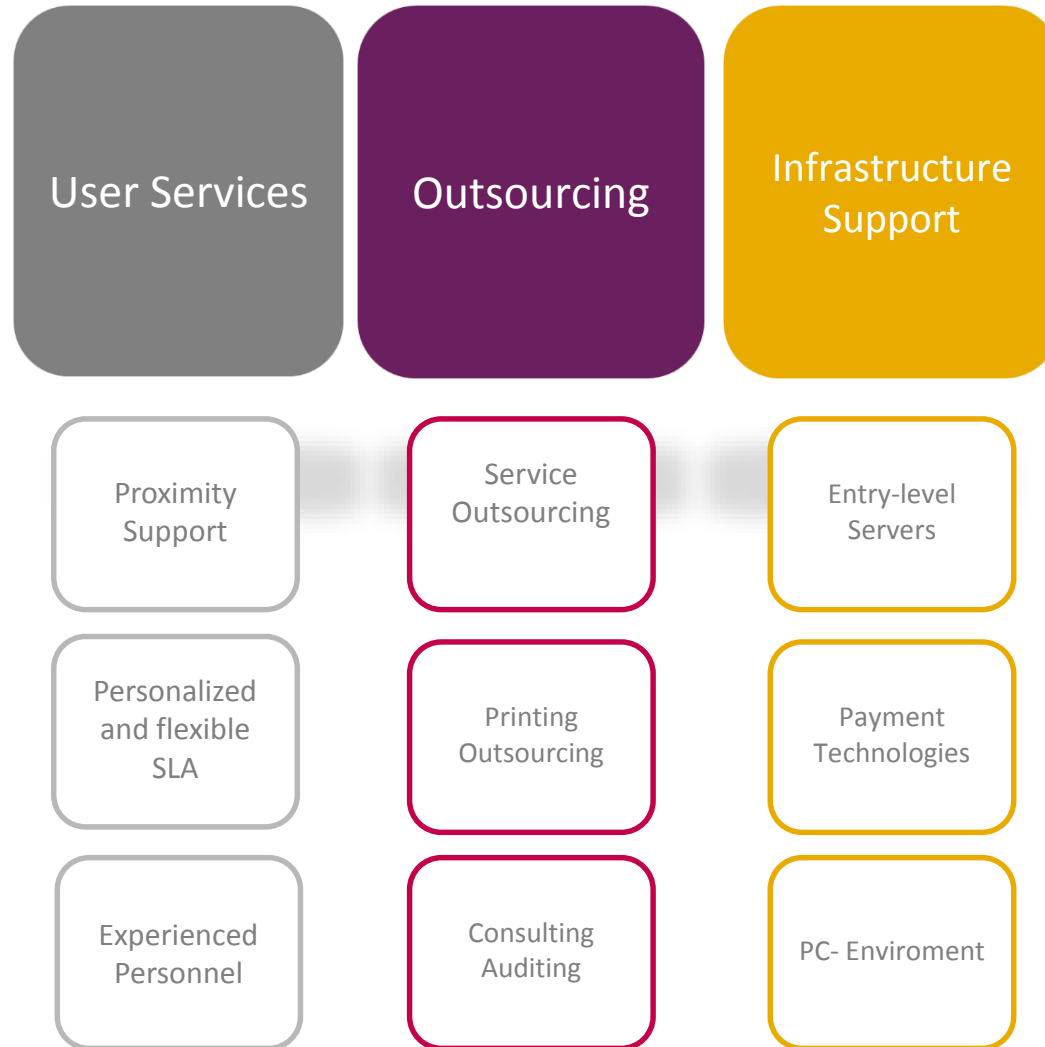 User Services
Outsourcing
Infrastructure
Support
Proximity
Support
Service
Outsourcing
Entry-level
Servers
Personalized
and flexible
SLA
Printing
Outsourcing
Payment
Technologies
Experienced
Personnel
Consulting
Auditing
PC- Enviroment